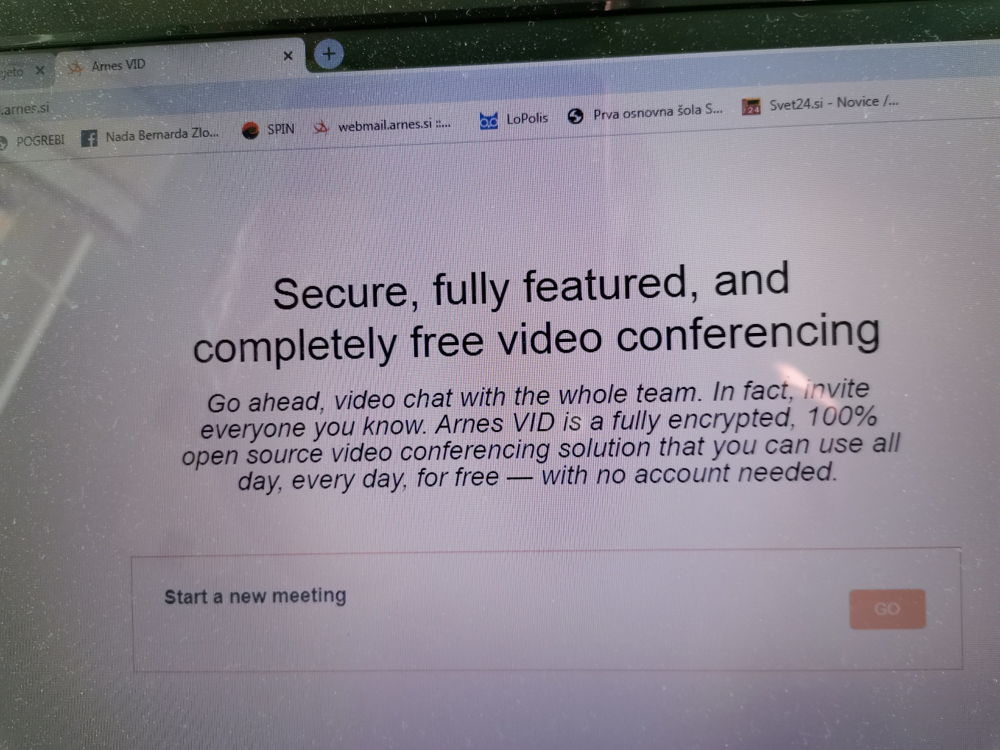 jeto
Arnes VID
.arnes.si
POGREBI
Nada Bernarda Zlo...
SPIN
webmail.arnes.si ::...
LoPolis
Prva osnovna šola S...
24
Svet24.si - Novice /...
Secure, fully featured, and
completely free video conferencing
Go ahead, video chat with the whole team. In fact, invite
everyone you know. Arnes VID is a fully encrypted, 100%
open source video conferencing solution that you can use all
day, every day, for free — with no account needed.
Start a new meeting
GO